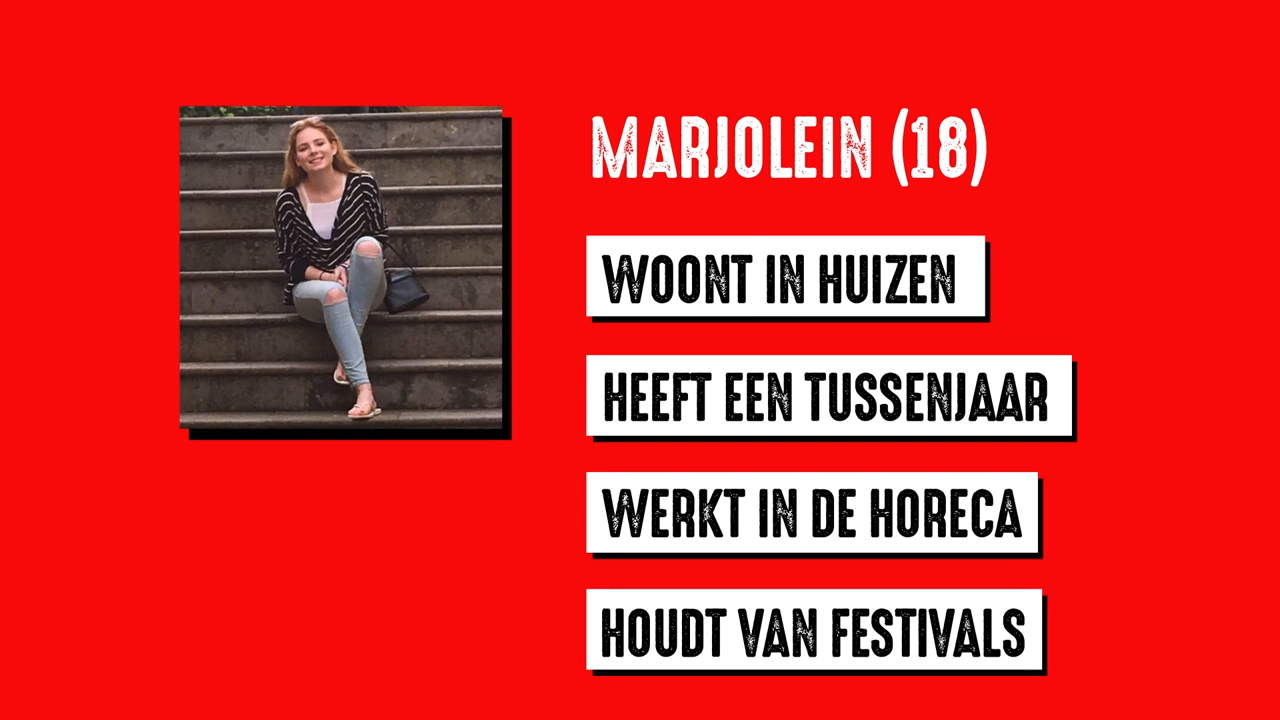 MARJOLEIN (18)
WOONT IN HUIZEN
HEEFT EEN TUSSENJAAR
WERKT IN DE HORECA
HOUDT VAN FESTIVALS